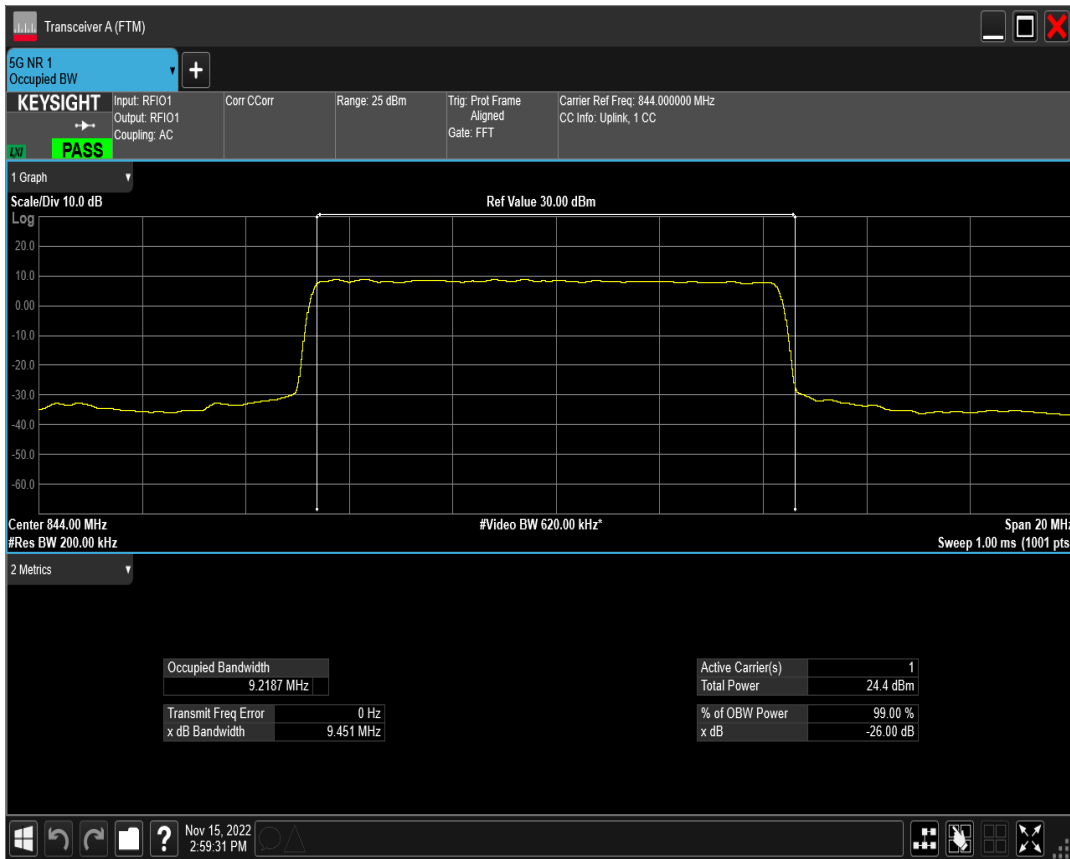 Transceiver A (FTM)
5G NR 1
Occupied BW
+
KEYSIGHT
LXI
PASS
Input: RFIO1
Output: RFIO1
Coupling: AC
Corr CCorr
Range: 25 dBm
Trig: Prot Frame
Aligned
Gate: FFT
Carrier Ref Freq: 844.000000 MHz
CC Info: Uplink, 1 CC
1 Graph
Scale/Div 10.0 dB
Ref Value 30.00 dBm
Log
20.0
10.0
0.00
-10.0
-20.0
-30.0
-40.0
-50.0
-60.0
Center 844.00 MHz
#Video BW 620.00 kHz*
Span 20 MHz
#Res BW 200.00 kHz
Sweep 1.00 ms (1001 pts
2 Metrics
Occupied Bandwidth
9.2187 MHz
Transmit Freq Error 0 Hz
x dB Bandwidth 9.451 MHz
Active Carrier(s) 1
Total Power 24.4 dBm
% of OBW Power 99.00 %
x dB -26.00 dB
?
Nov 15, 2022
2:59:31 PM